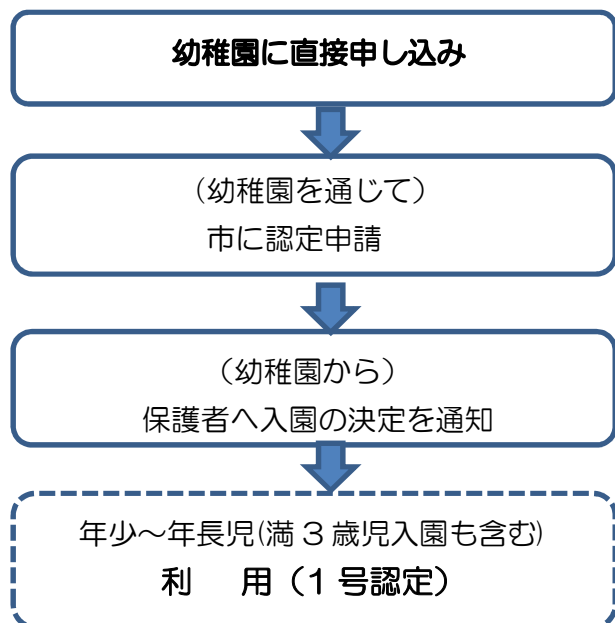 幼稚園に直接申し込み
（幼稚園を通じて）
市に認定申請
（幼稚園から）
保護者へ入園の決定を通知
年少～年長児(満３歳児入園も含む)
利　用（１号認定）